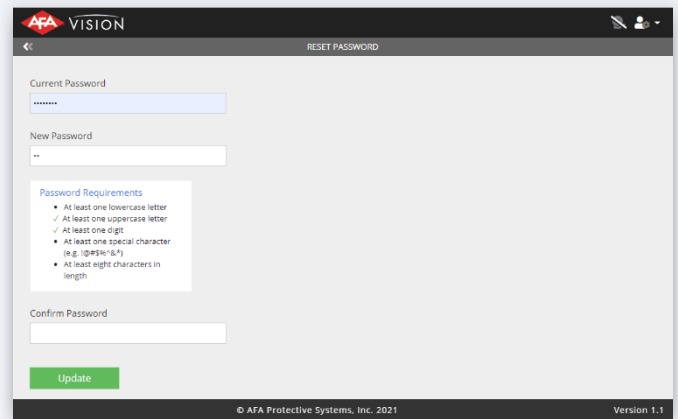 AFA VISION
RESET PASSWORD
Current Password
••••••••
New Password
••
Password Requirements
• At least one lowercase letter
✓ At least one uppercase letter
✓ At least one digit
• At least one special character
(e.g. !@#$%^&*)
• At least eight characters in
length
Confirm Password
Update
© AFA Protective Systems, Inc. 2021
Version 1.1